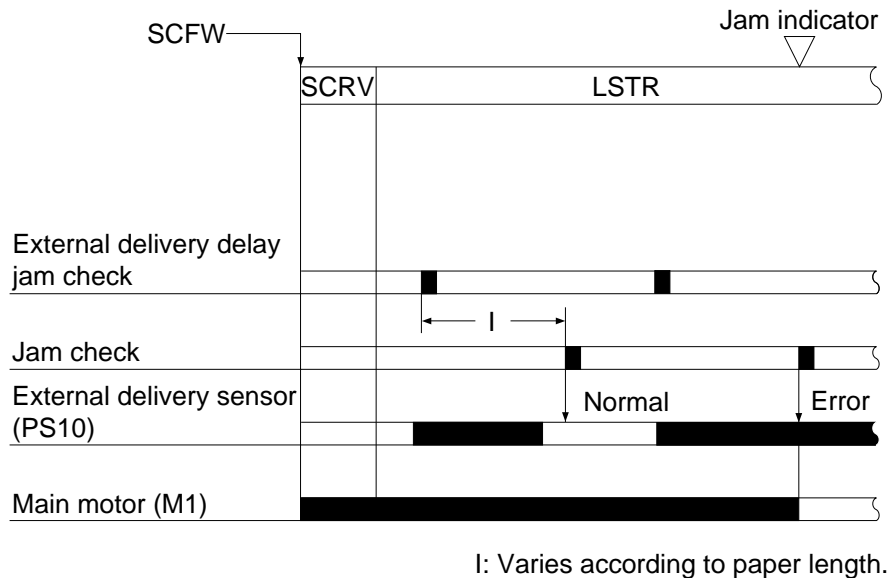 Jam indicator
SCFW
SCRV
LSTR
External delivery delay
jam check
I
Jam check
External delivery sensor
(PS10)
Normal
Error
Main motor (M1)
I: Varies according to paper length.